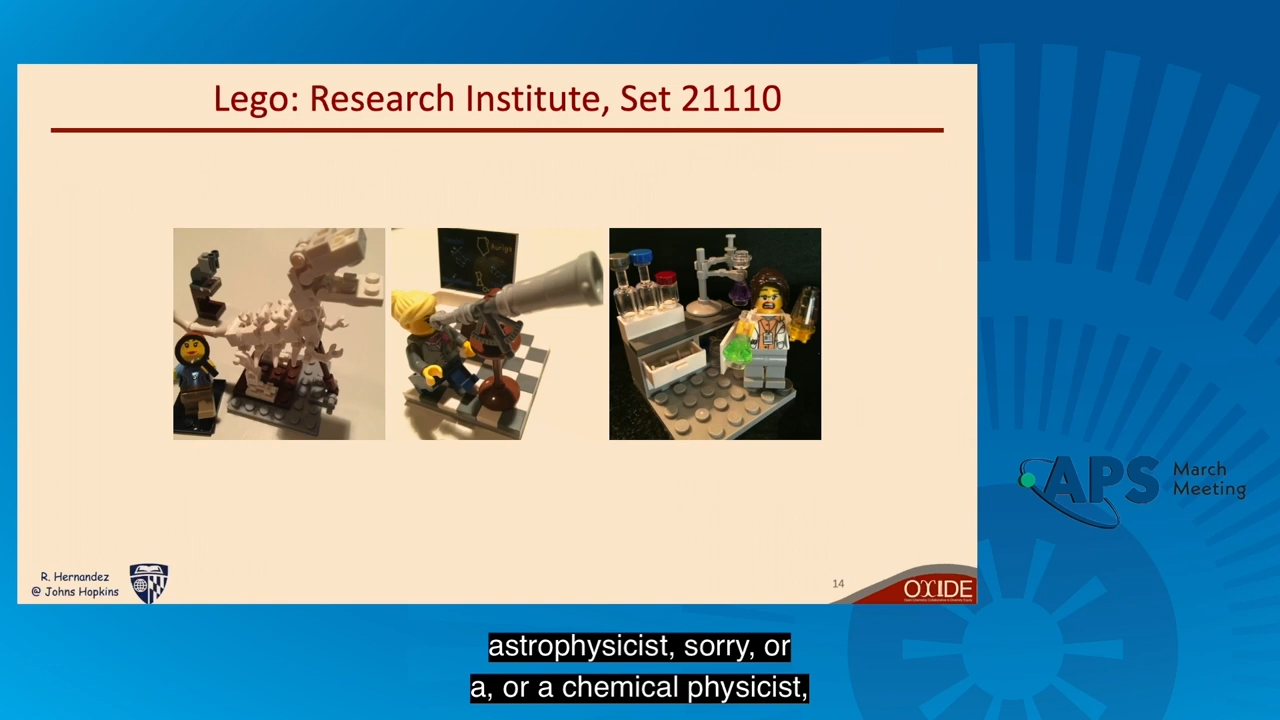 Lego: Research Institute, Set 21110
Auriga
APS
March
Meeting
R. Hernandez
@ Johns Hopkins
14
OXIDE
astrophysicist, sorry, or
a, or a chemical physicist,